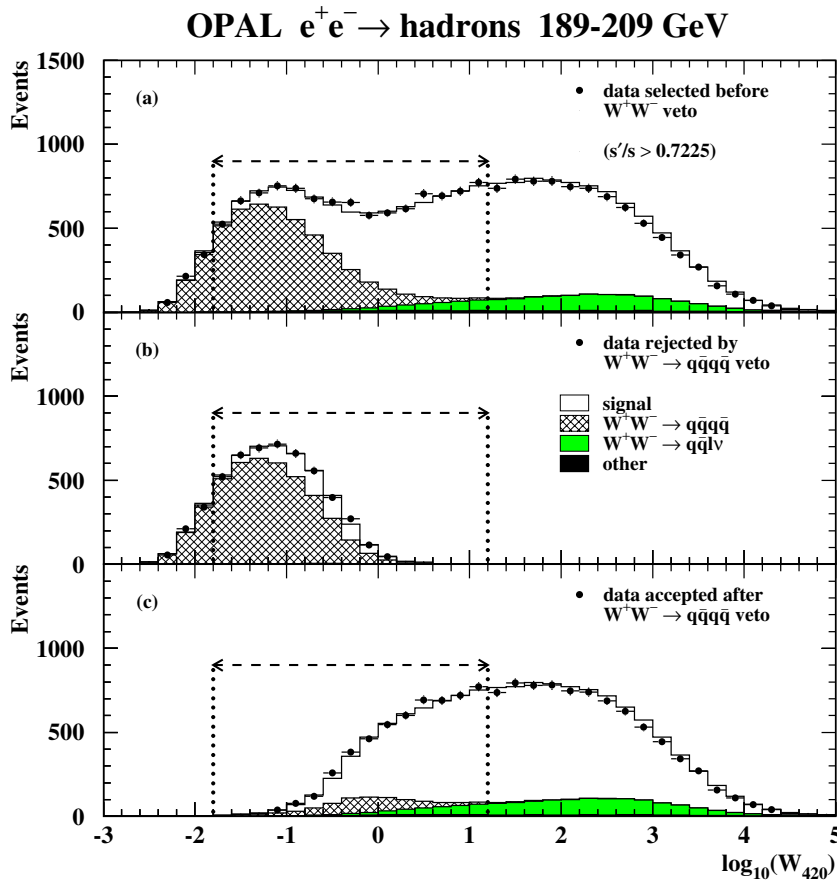 OPAL e⁺e⁻→ hadrons 189-209 GeV
Events
1500
1000
500
0
(a)
data selected before
W⁺W⁻ veto
(s′/s > 0.7225)
Events
1000
500
0
(b)
data rejected by
W⁺W⁻ → qq̄qq̄ veto
signal
W⁺W⁻ → qq̄qq̄
W⁺W⁻ → qq̄lν
other
Events
1000
500
0
(c)
data accepted after
W⁺W⁻ → qq̄qq̄ veto
-3 -2 -1 0 1 2 3 4 5
log₁₀(W₄₂₀)